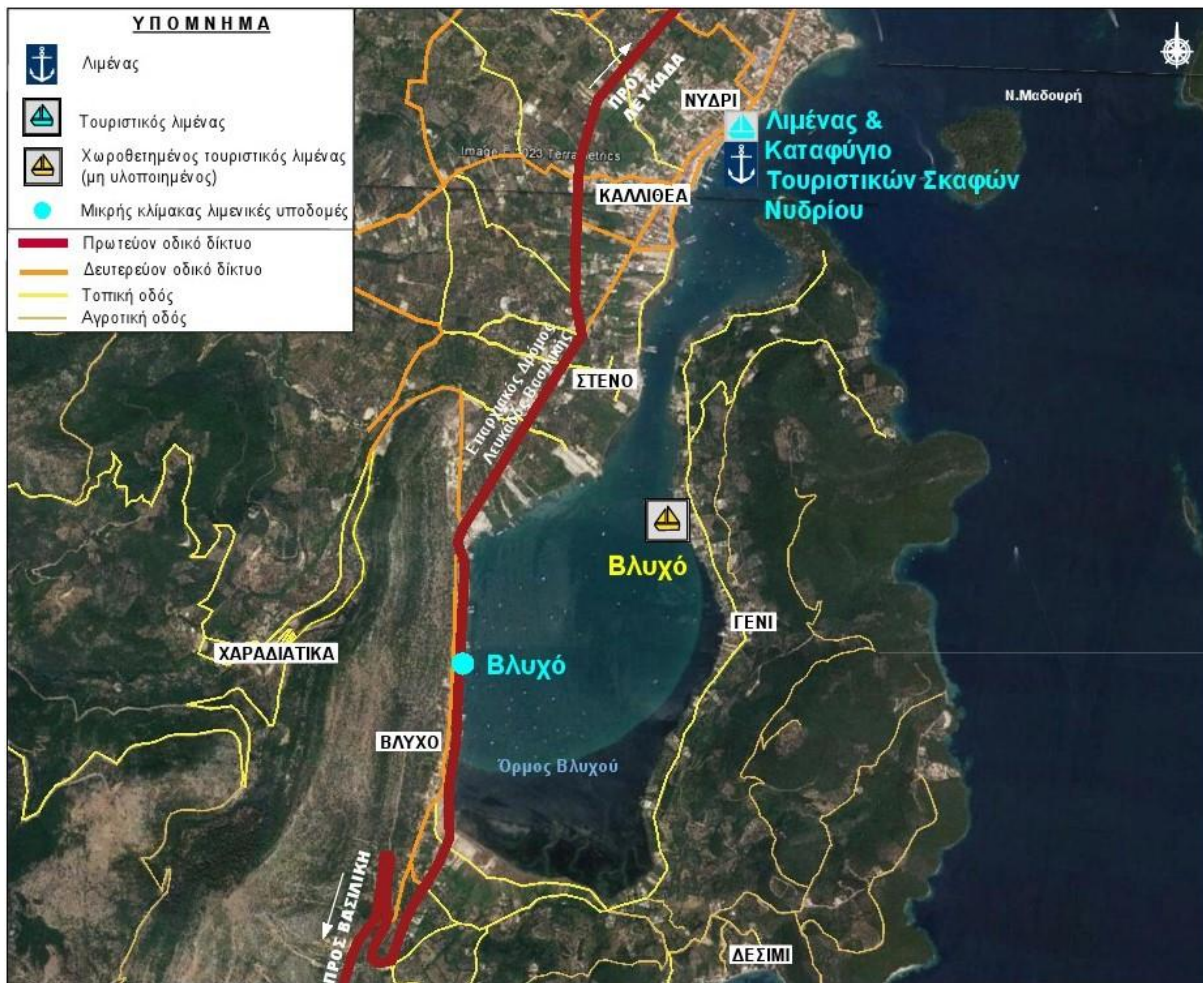 ΥΠΟΜΝΗΜΑ
Λιμένας
Τουριστικός λιμένας
Χωροθετημένος τουριστικός λιμένας
(μη υλοποιημένος)
Μικρής κλίμακας λιμενικές υποδομές
Πρωτεύον οδικό δίκτυο
Δευτερεύον οδικό δίκτυο
Τοπική οδός
Αγροτική οδός
ΠΡΟΣ
ΛΕΥΚΑΔΑ
ΝΥΔΡΙ
Ν.Μαδουρή
Λιμένας &
Καταφύγιο
Τουριστικών Σκαφών
Νυδρίου
Image © 2023 TerraMetrics
ΚΑΛΛΙΘΕΑ
Επαρχιακός Δρόμος
Λευκάδας Βασιλικής
ΣΤΕΝΟ
Βλυχό
ΓΕΝΙ
ΧΑΡΑΔΙΑΤΙΚΑ
Βλυχό
ΒΛΥΧΟ
Όρμος Βλυχού
ΠΡΟΣ ΒΑΣΙΛΙΚΗ
ΔΕΣΙΜΙ